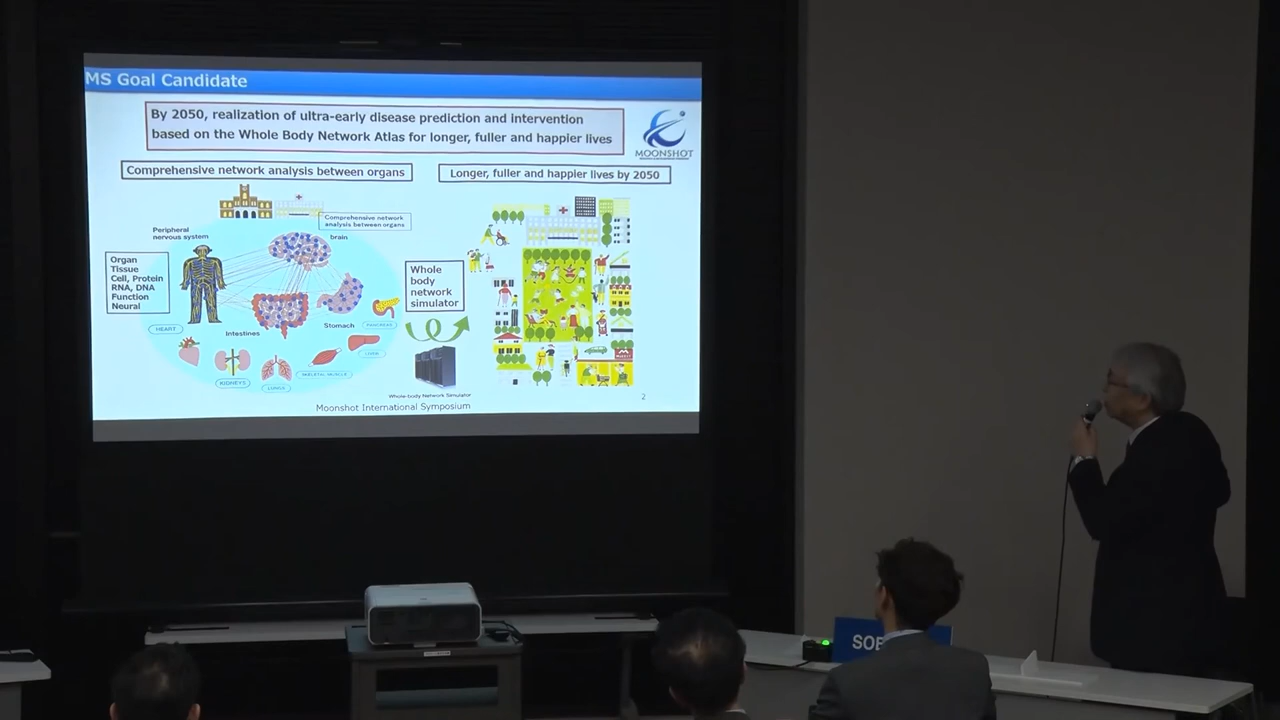 MS Goal Candidate
By 2050, realization of ultra-early disease prediction and intervention
based on the Whole Body Network Atlas for longer, fuller and happier lives
MOONSHOT
Comprehensive network analysis between organs
Longer, fuller and happier lives by 2050
Comprehensive network
analysis between organs
Peripheral
nervous system
brain
Organ
Tissue
Cell, Protein
RNA, DNA
Function
Neural
Whole
body
network
simulator
HEART
Intestines
Stomach
PANCREAS
LIVER
KIDNEYS
LUNGS
SKELETAL MUSCLE
Whole-body Network Simulator
Moonshot International Symposium
2